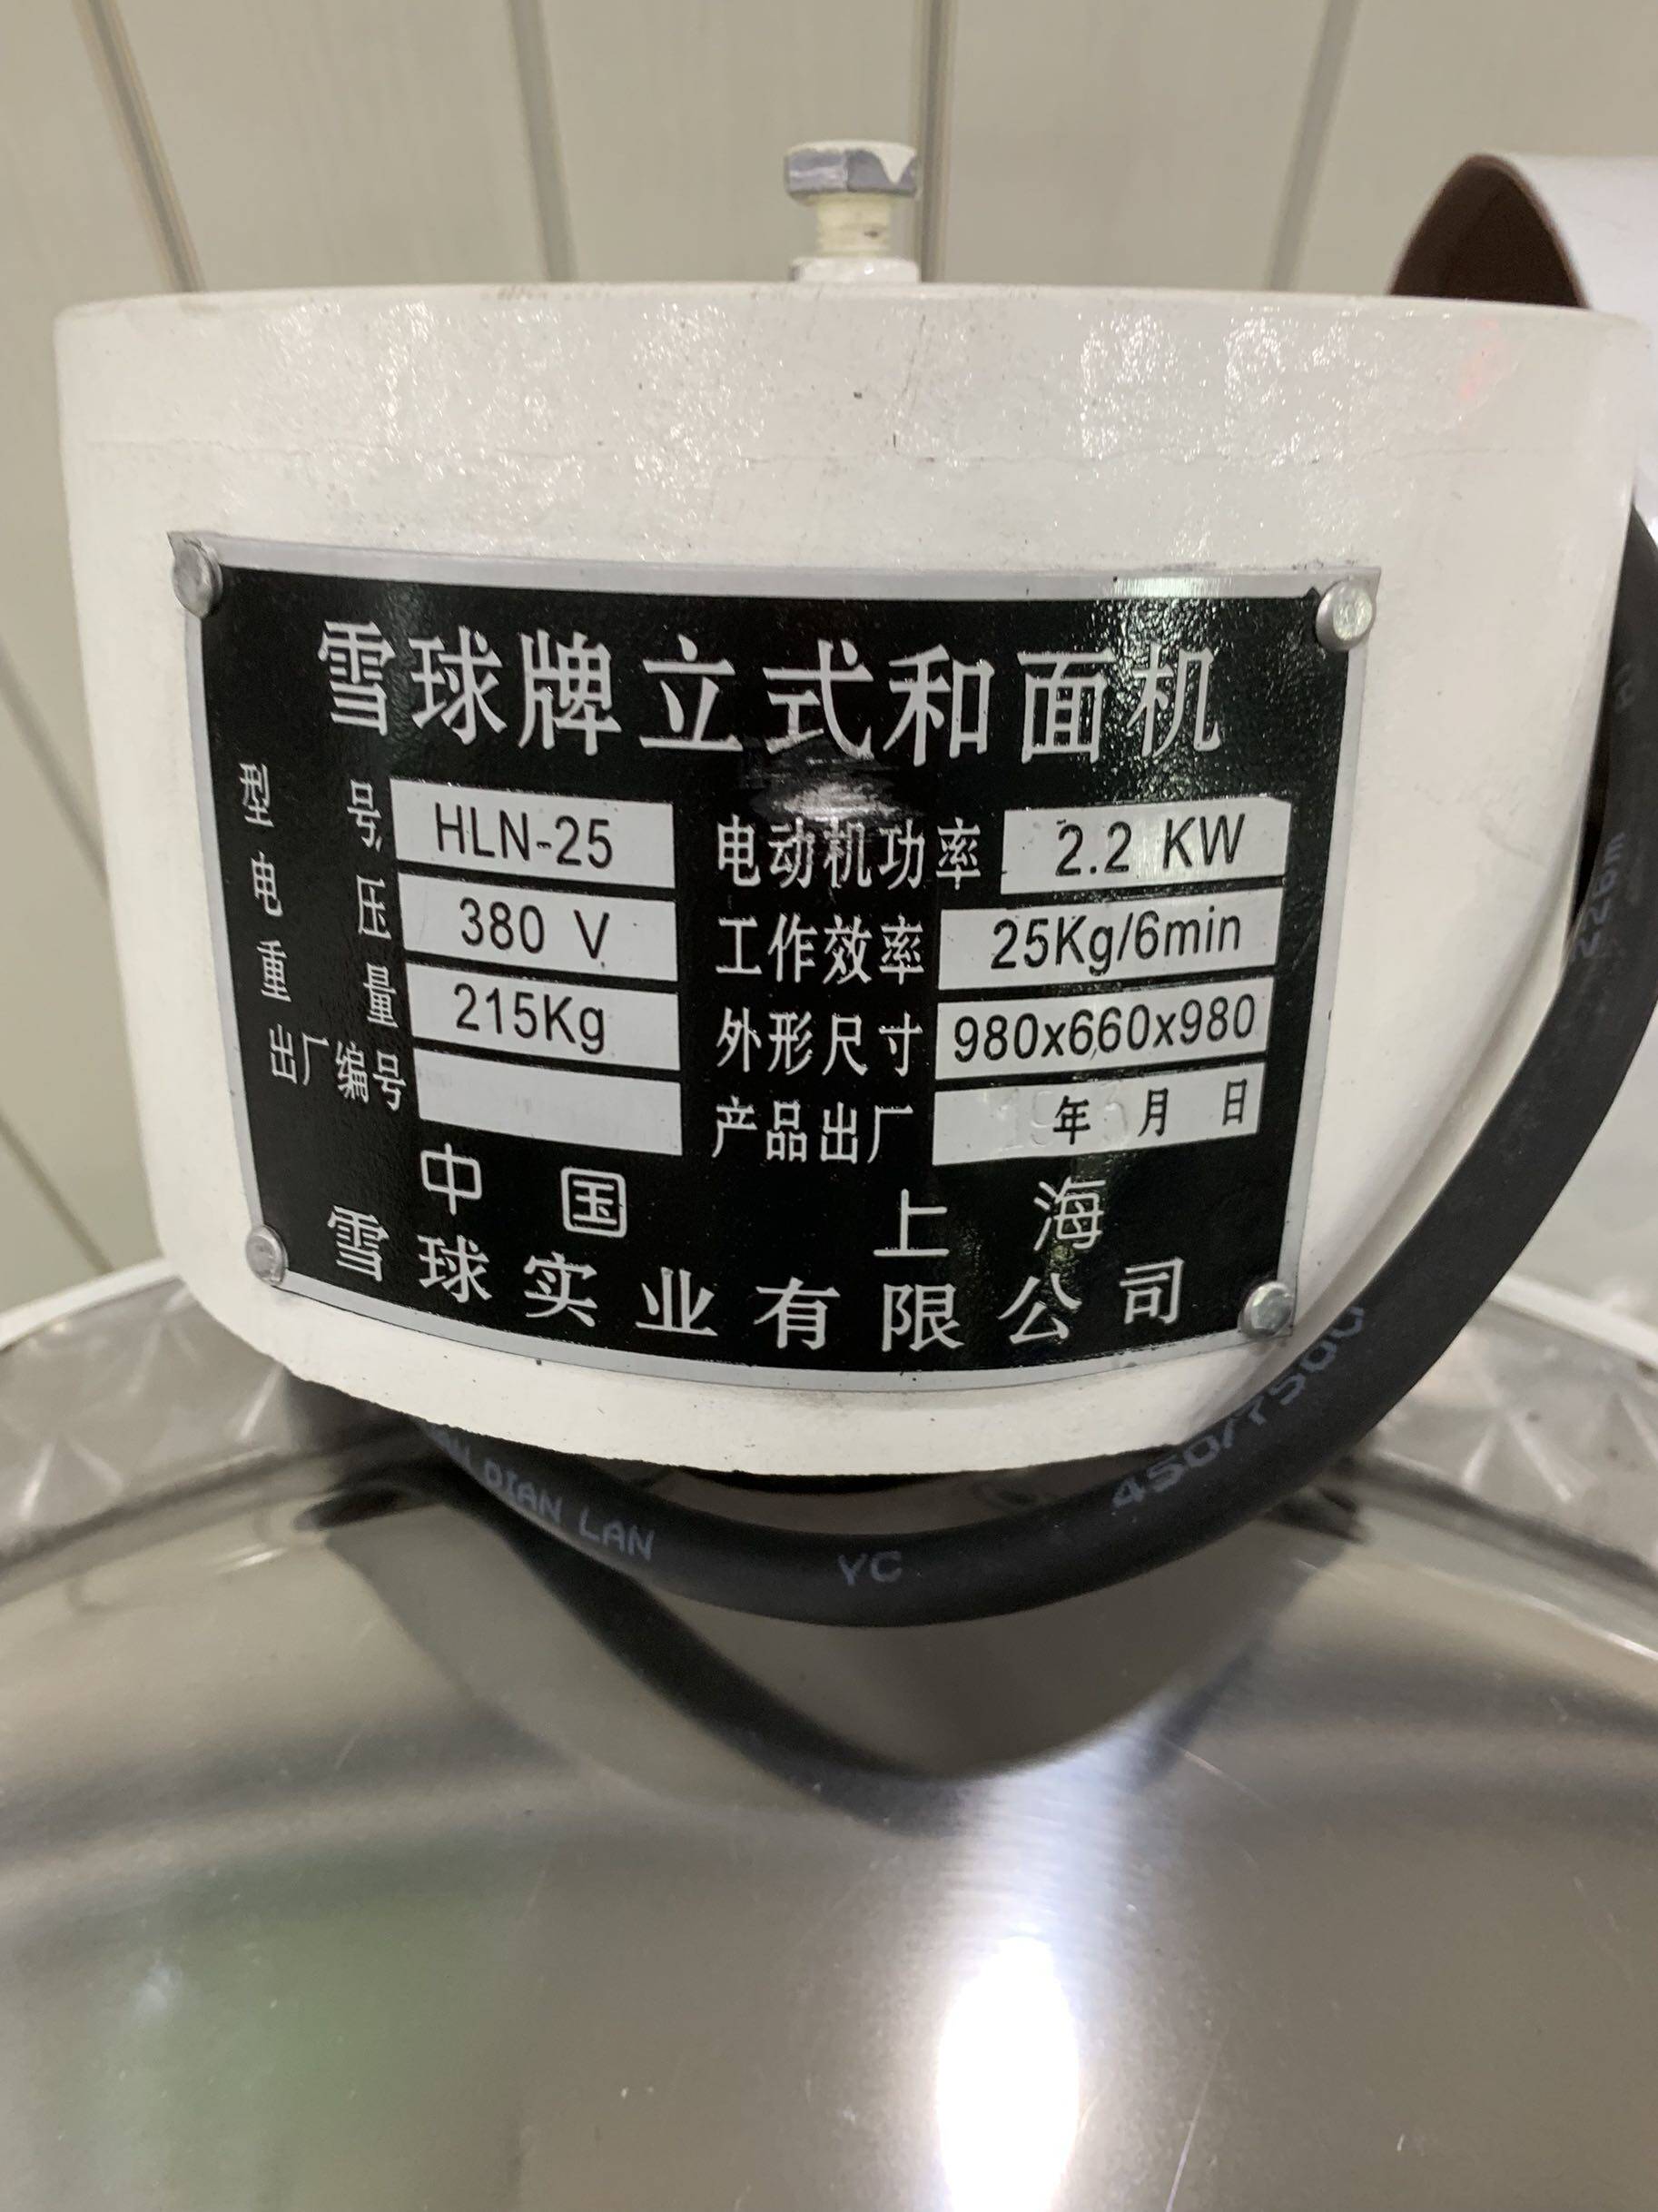 雪球牌立式和面机
型号 HLN-25 电动机功率 2.2 KW
电压 380 V 工作效率 25Kg/6min
重量 215Kg 外形尺寸 980x660x980
出厂编号 产品出厂 年 月 日
中国 上海
雪球实业有限公司
DIAN LAN YC 450/750V
226m